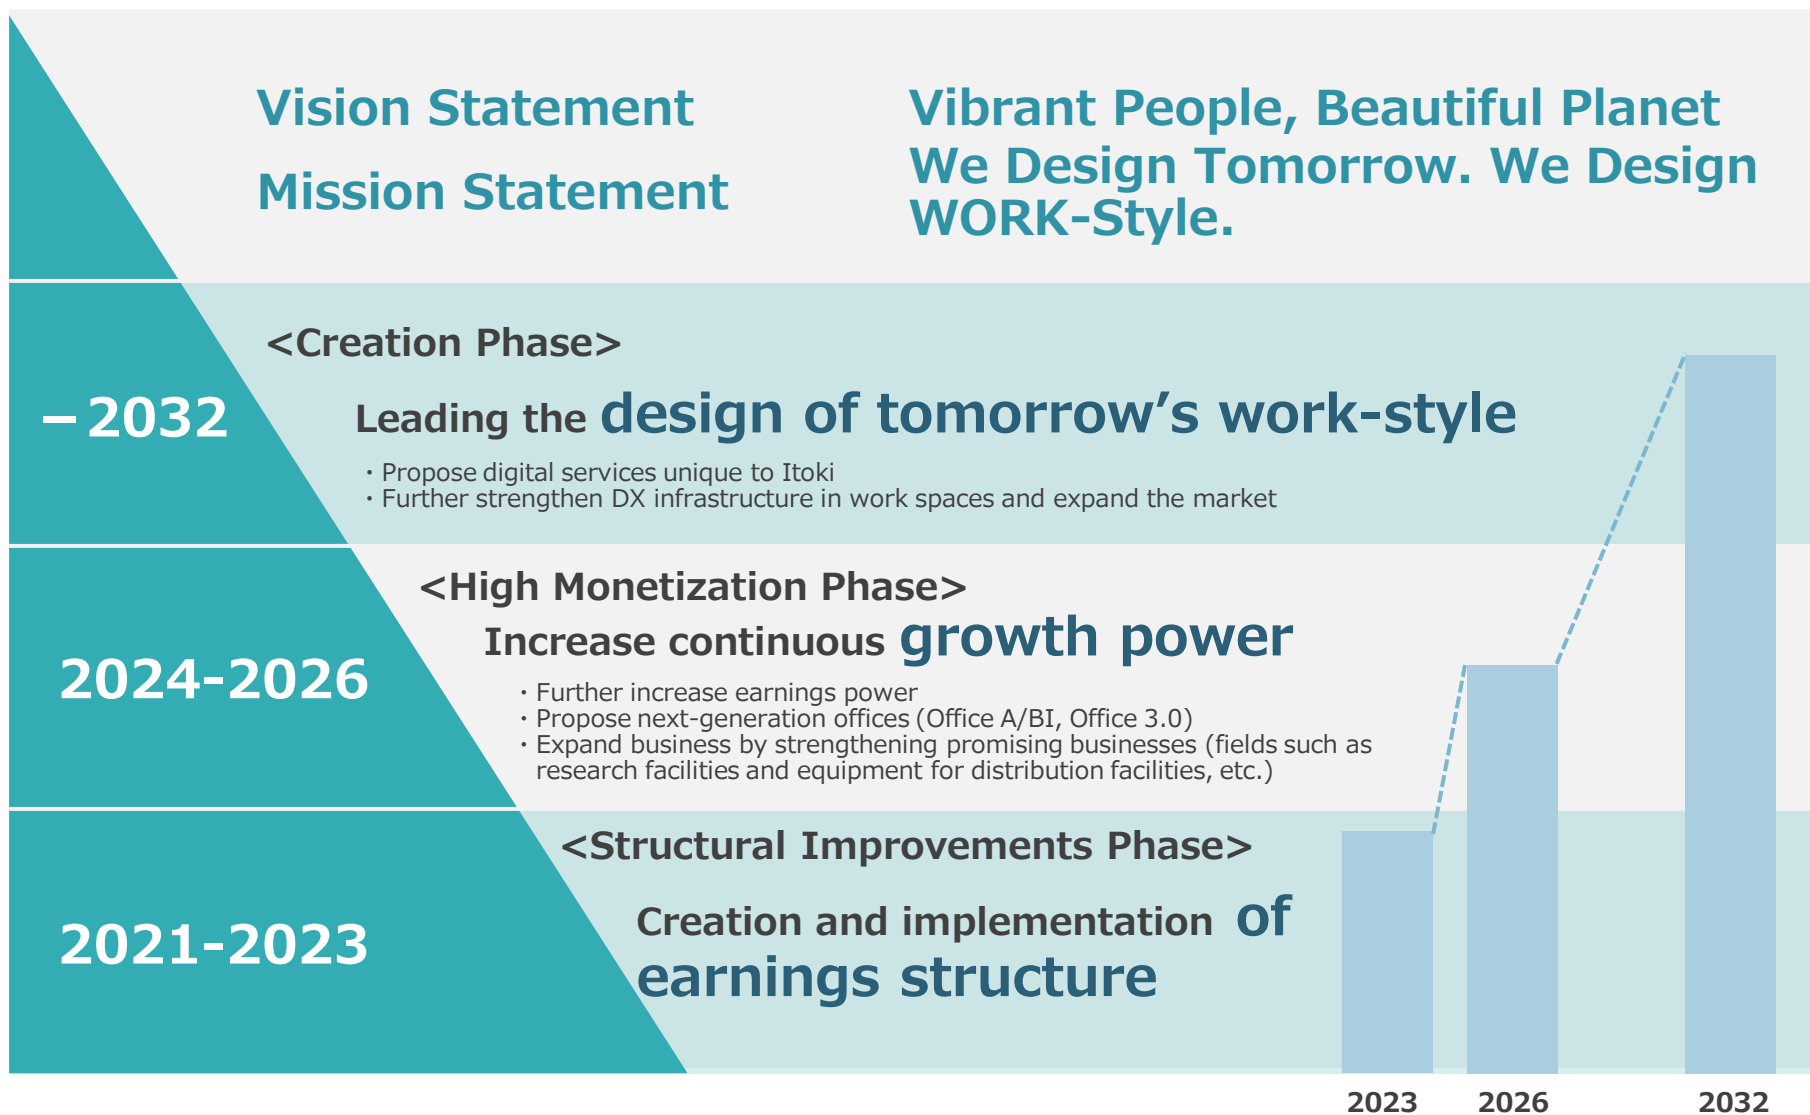 Vision Statement
Mission Statement
Vibrant People, Beautiful Planet
We Design Tomorrow. We Design
WORK-Style.
–2032
<Creation Phase>
Leading the design of tomorrow’s work-style
・Propose digital services unique to Itoki
・Further strengthen DX infrastructure in work spaces and expand the market
2024-2026
<High Monetization Phase>
Increase continuous growth power
・Further increase earnings power
・Propose next-generation offices (Office A/BI, Office 3.0)
・Expand business by strengthening promising businesses (fields such as
research facilities and equipment for distribution facilities, etc.)
2021-2023
<Structural Improvements Phase>
Creation and implementation of
earnings structure
2023 2026 2032